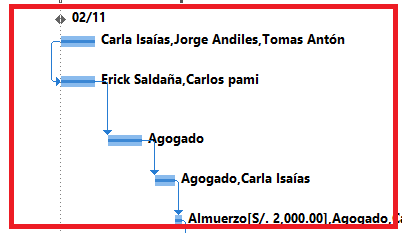 02/11
Carla Isaías,Jorge Andiles,Tomas Antón
Erick Saldaña,Carlos pami
Agogado
Agogado,Carla Isaías
Almuerzo[S/. 2,000.00],Agogado,Ca